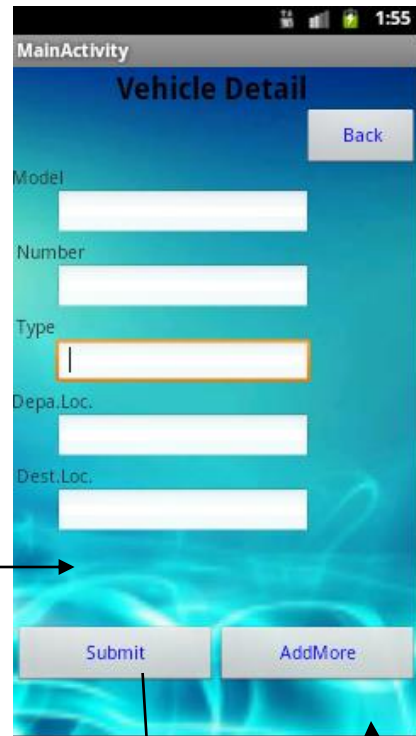 1:55
MainActivity
Vehicle Detail
Back
Model
Number
Type
Depa.Loc.
Dest.Loc.
Submit AddMore